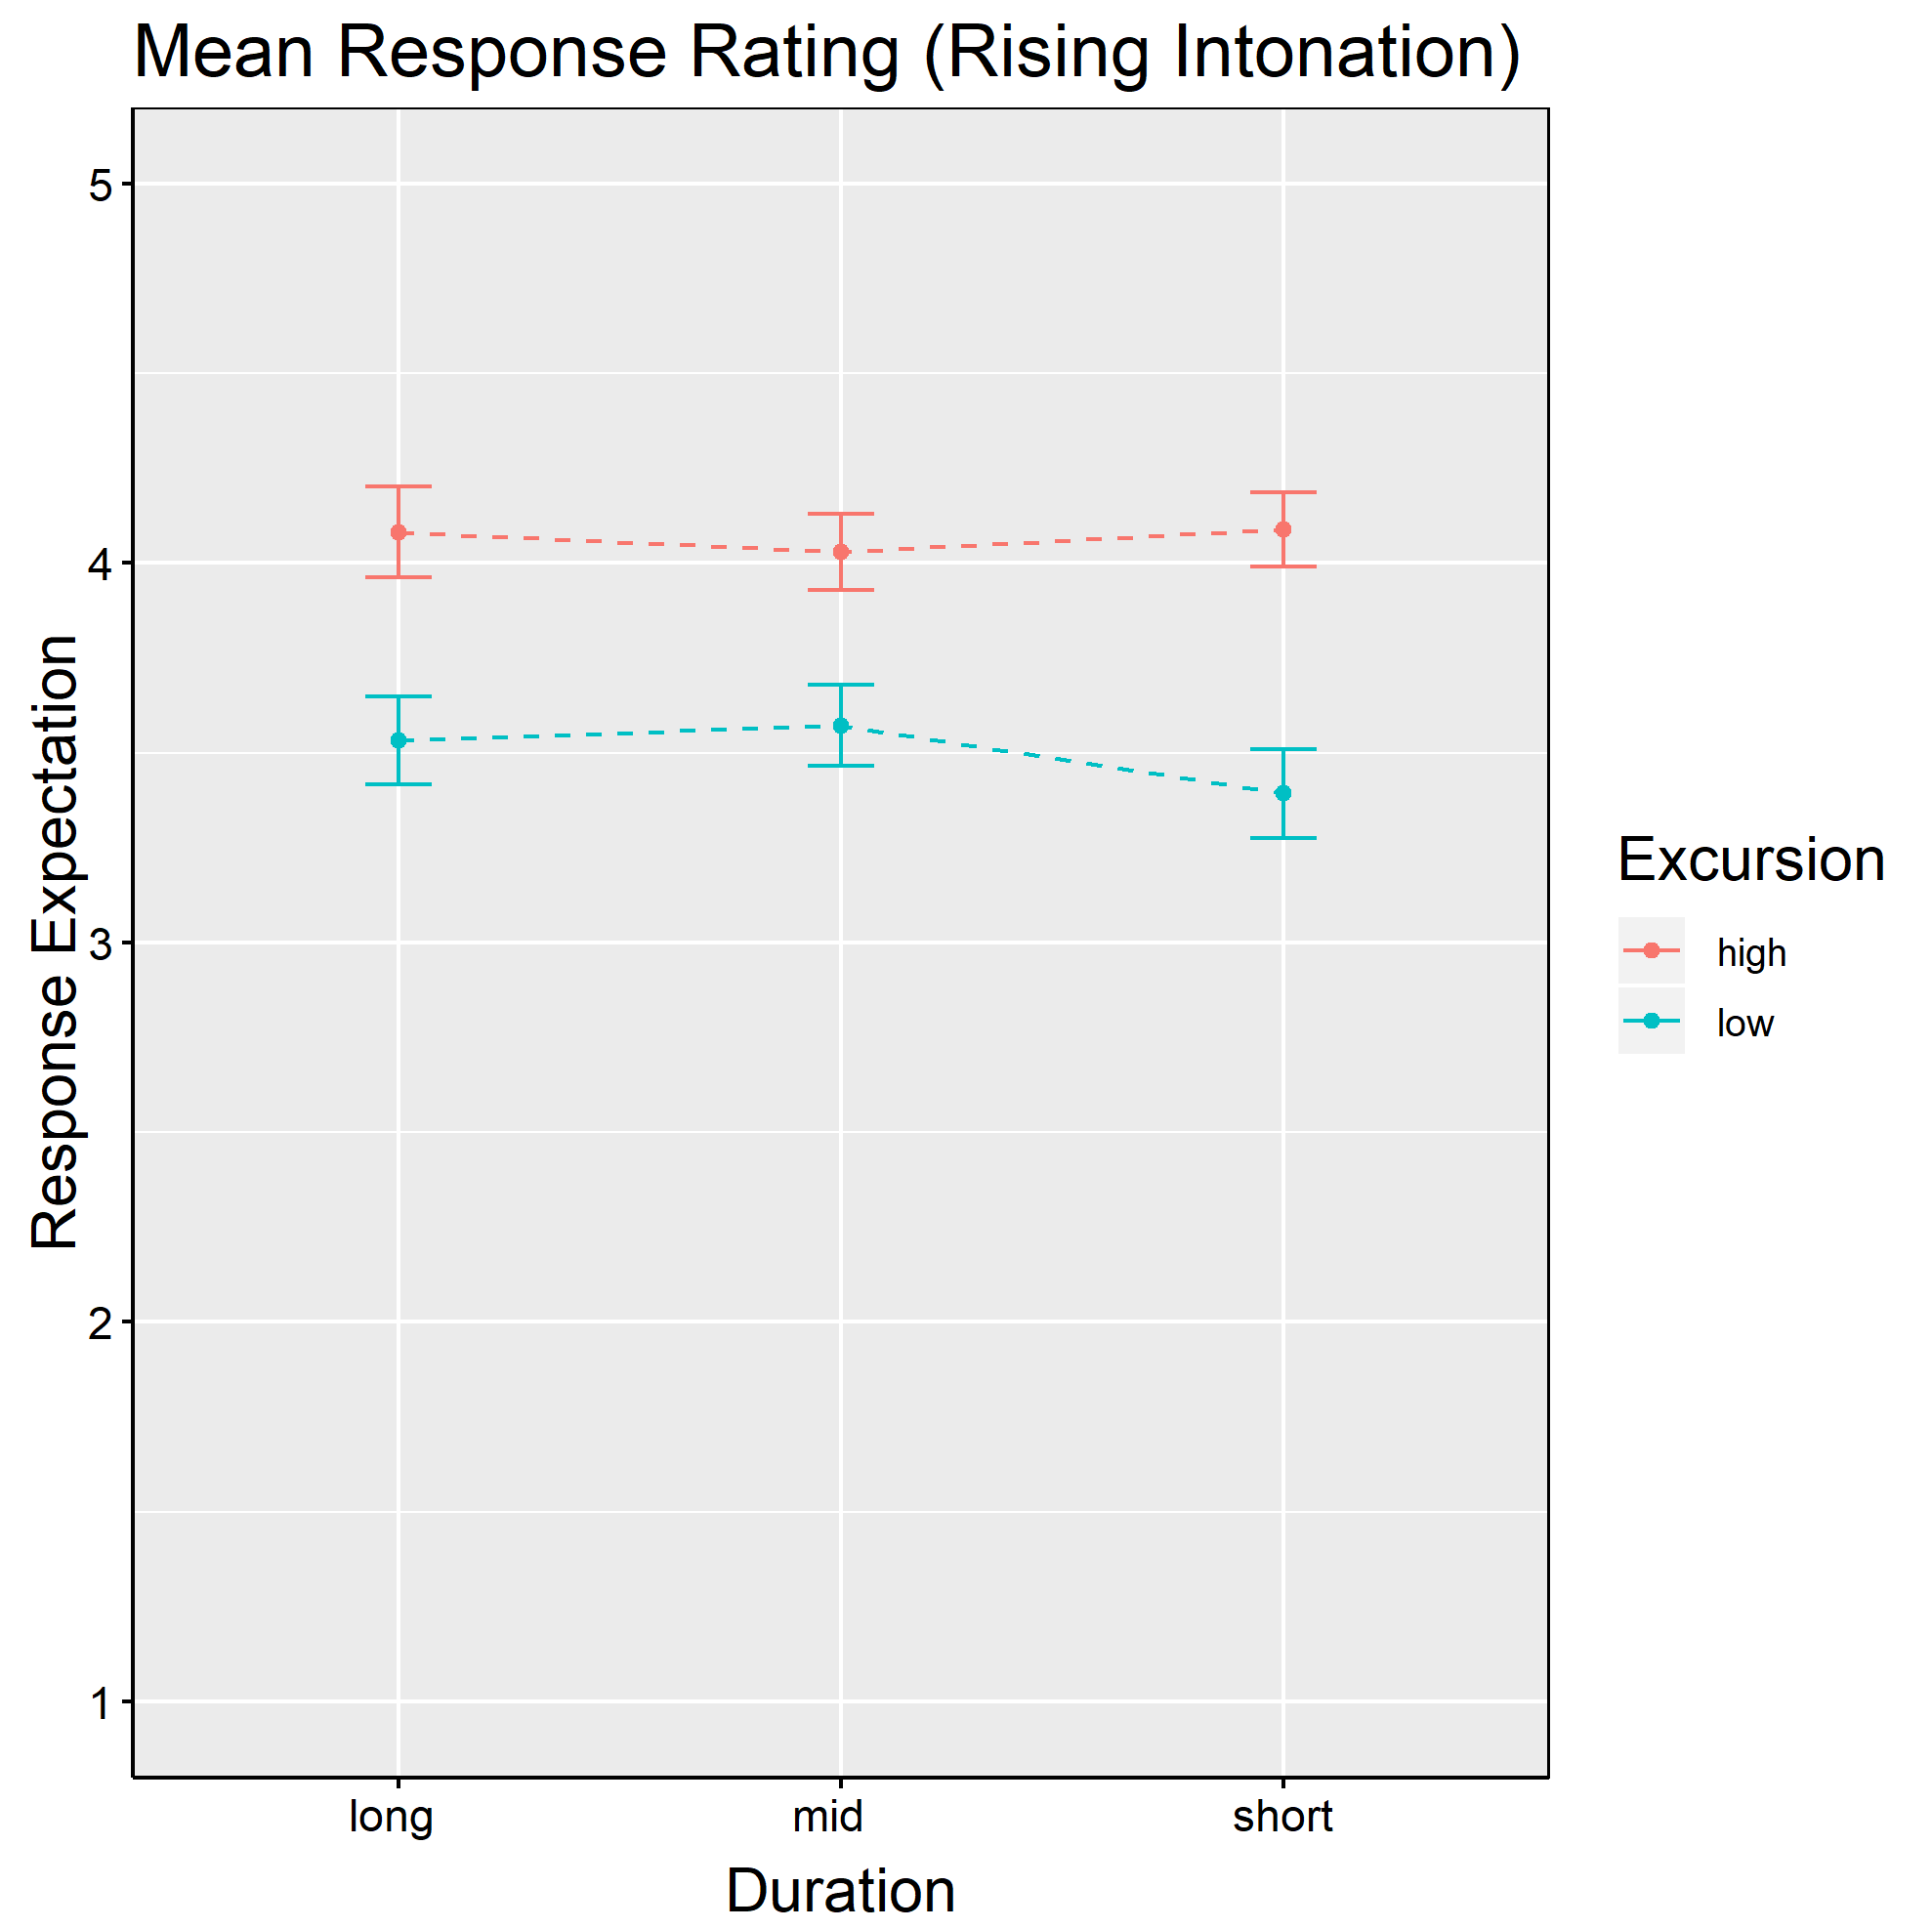 Mean Response Rating (Rising Intonation)
Response Expectation
5
4
3
2
1
long
mid
short
Duration
Excursion
high
low